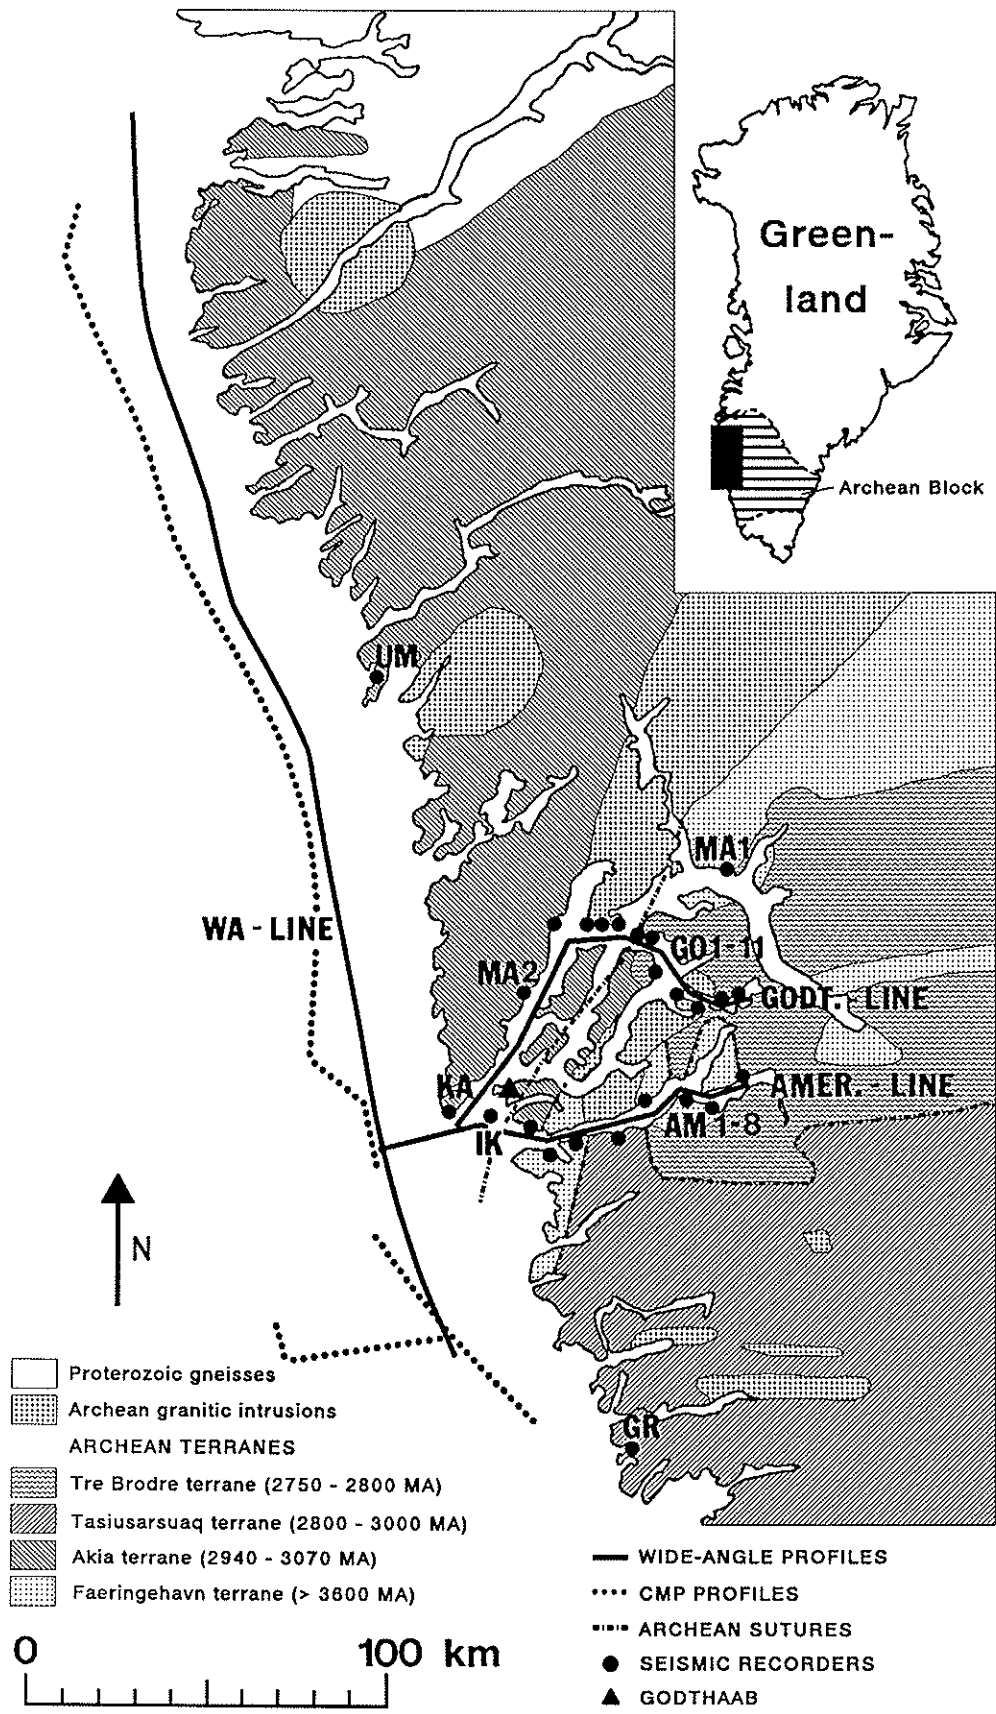 Green-
land
Archean Block
UM
MA1
WA - LINE
GO1-11
MA2
GODT. - LINE
KA
AMER. - LINE
AM 1-8
IK
N
GR
Proterozoic gneisses
Archean granitic intrusions
ARCHEAN TERRANES
Tre Brodre terrane (2750 - 2800 MA)
Tasiusarsuaq terrane (2800 - 3000 MA)
Akia terrane (2940 - 3070 MA)
Faeringehavn terrane (> 3600 MA)
WIDE-ANGLE PROFILES
CMP PROFILES
ARCHEAN SUTURES
SEISMIC RECORDERS
GODTHAAB
0 100 km